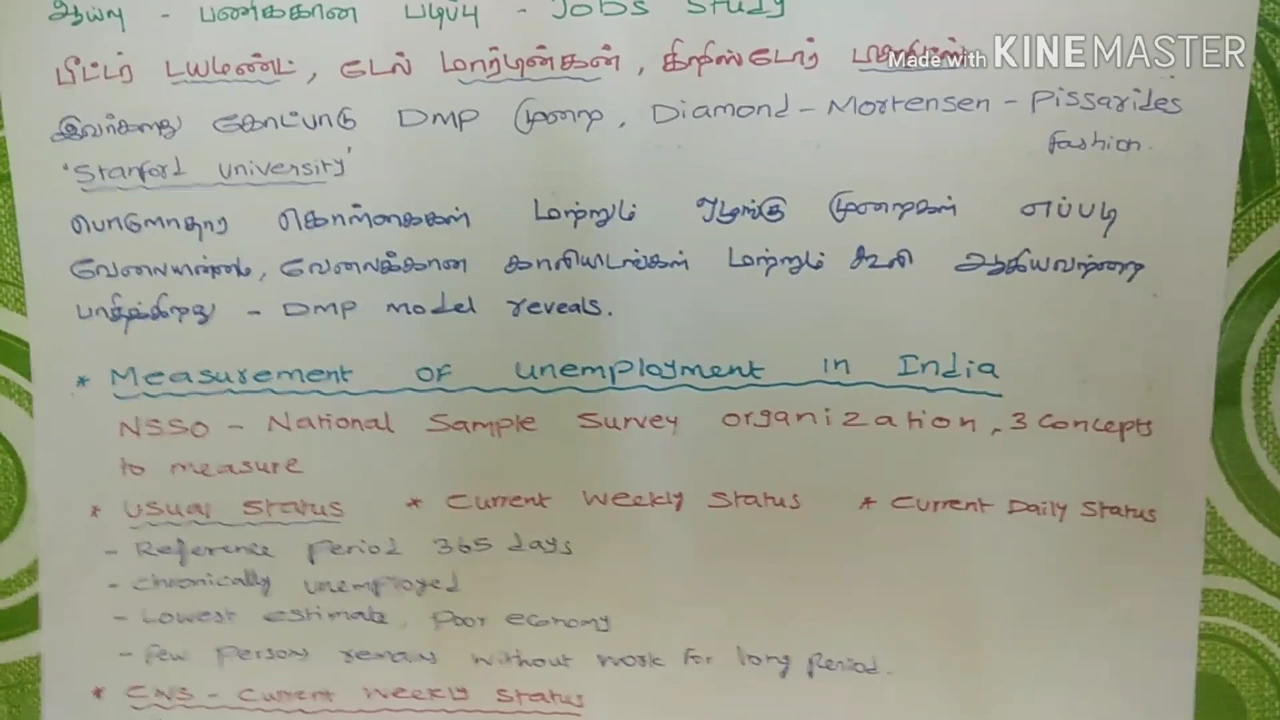 ஆய்வு - பணிக்கான படிப்பு - Jobs Study
பீட்டர் டயமண்ட், டேல் மார்டின்கன், கிறிஸ்டோர்
Made with KINEMASTER
இவர்களது கோட்பாடு DMP முறை, Diamond - Mortensen - Pissarides
fashion.
'Stanford university'
பொருளாதார கொள்கைகள் மற்றும் ஒழுங்கு முறைகள் எப்படி
வேலையின்மை, வேலைக்கான காலியிடங்கள் மற்றும் கூலி ஆகியவற்றை
பாதிக்கிறது - DMP model reveals.
* Measurement OF unemployment in India
NSSO - National Sample Survey organization, 3 concepts
to measure
* Usual Status * Current Weekly Status * Current Daily Status
- Reference Period 365 days
- Chronically unemployed
- Lowest estimate, Poor economy
- Few Persons without work for long Period.
* CWS - Current Weekly Status